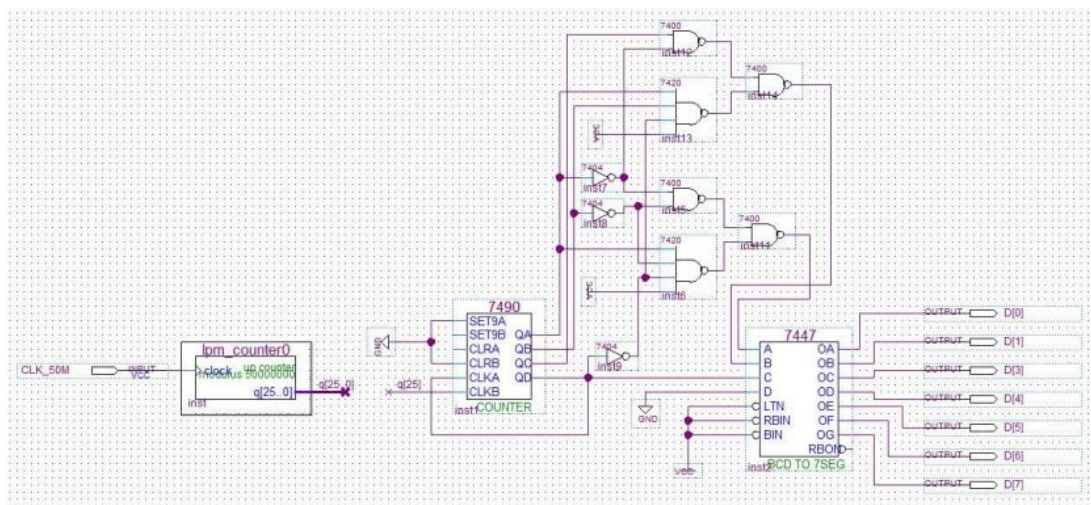 7400
inst12
7420
VCC
inst13
7400
inst14
7404
inst7
7404
inst8
7400
inst5
7400
7420
VCC
inst6
7404
inst9
CLK_50M
INPUT
VCC
lpm_counter0
up counter
modulus 50000000
clock
q[25..0]
inst
q[25..0]
q[25]
GND
7490
SET9A
SET9B QA
CLRA QB
CLRB QC
CLKA QD
CLKB
inst1 COUNTER
GND
VCC
7447
A OA
B OB
C OC
D OD
LTN OE
RBIN OF
BIN OG
RBON
inst2 BCD TO 7SEG
OUTPUT D[0]
OUTPUT D[1]
OUTPUT D[3]
OUTPUT D[4]
OUTPUT D[5]
OUTPUT D[6]
OUTPUT D[7]